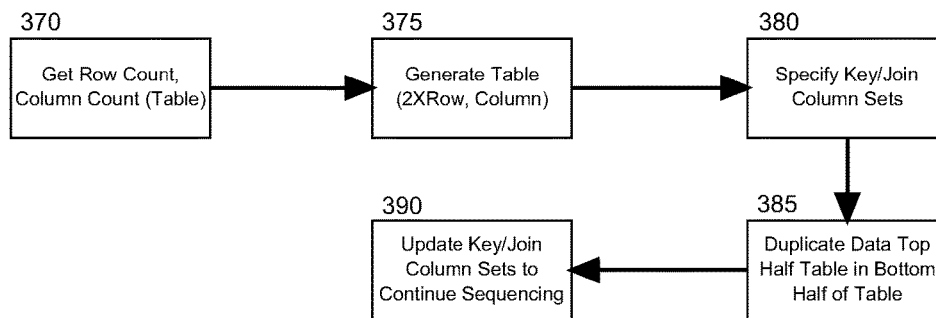 370
Get Row Count,
Column Count (Table)
375
Generate Table
(2XRow, Column)
380
Specify Key/Join
Column Sets
385
Duplicate Data Top
Half Table in Bottom
Half of Table
390
Update Key/Join
Column Sets to
Continue Sequencing